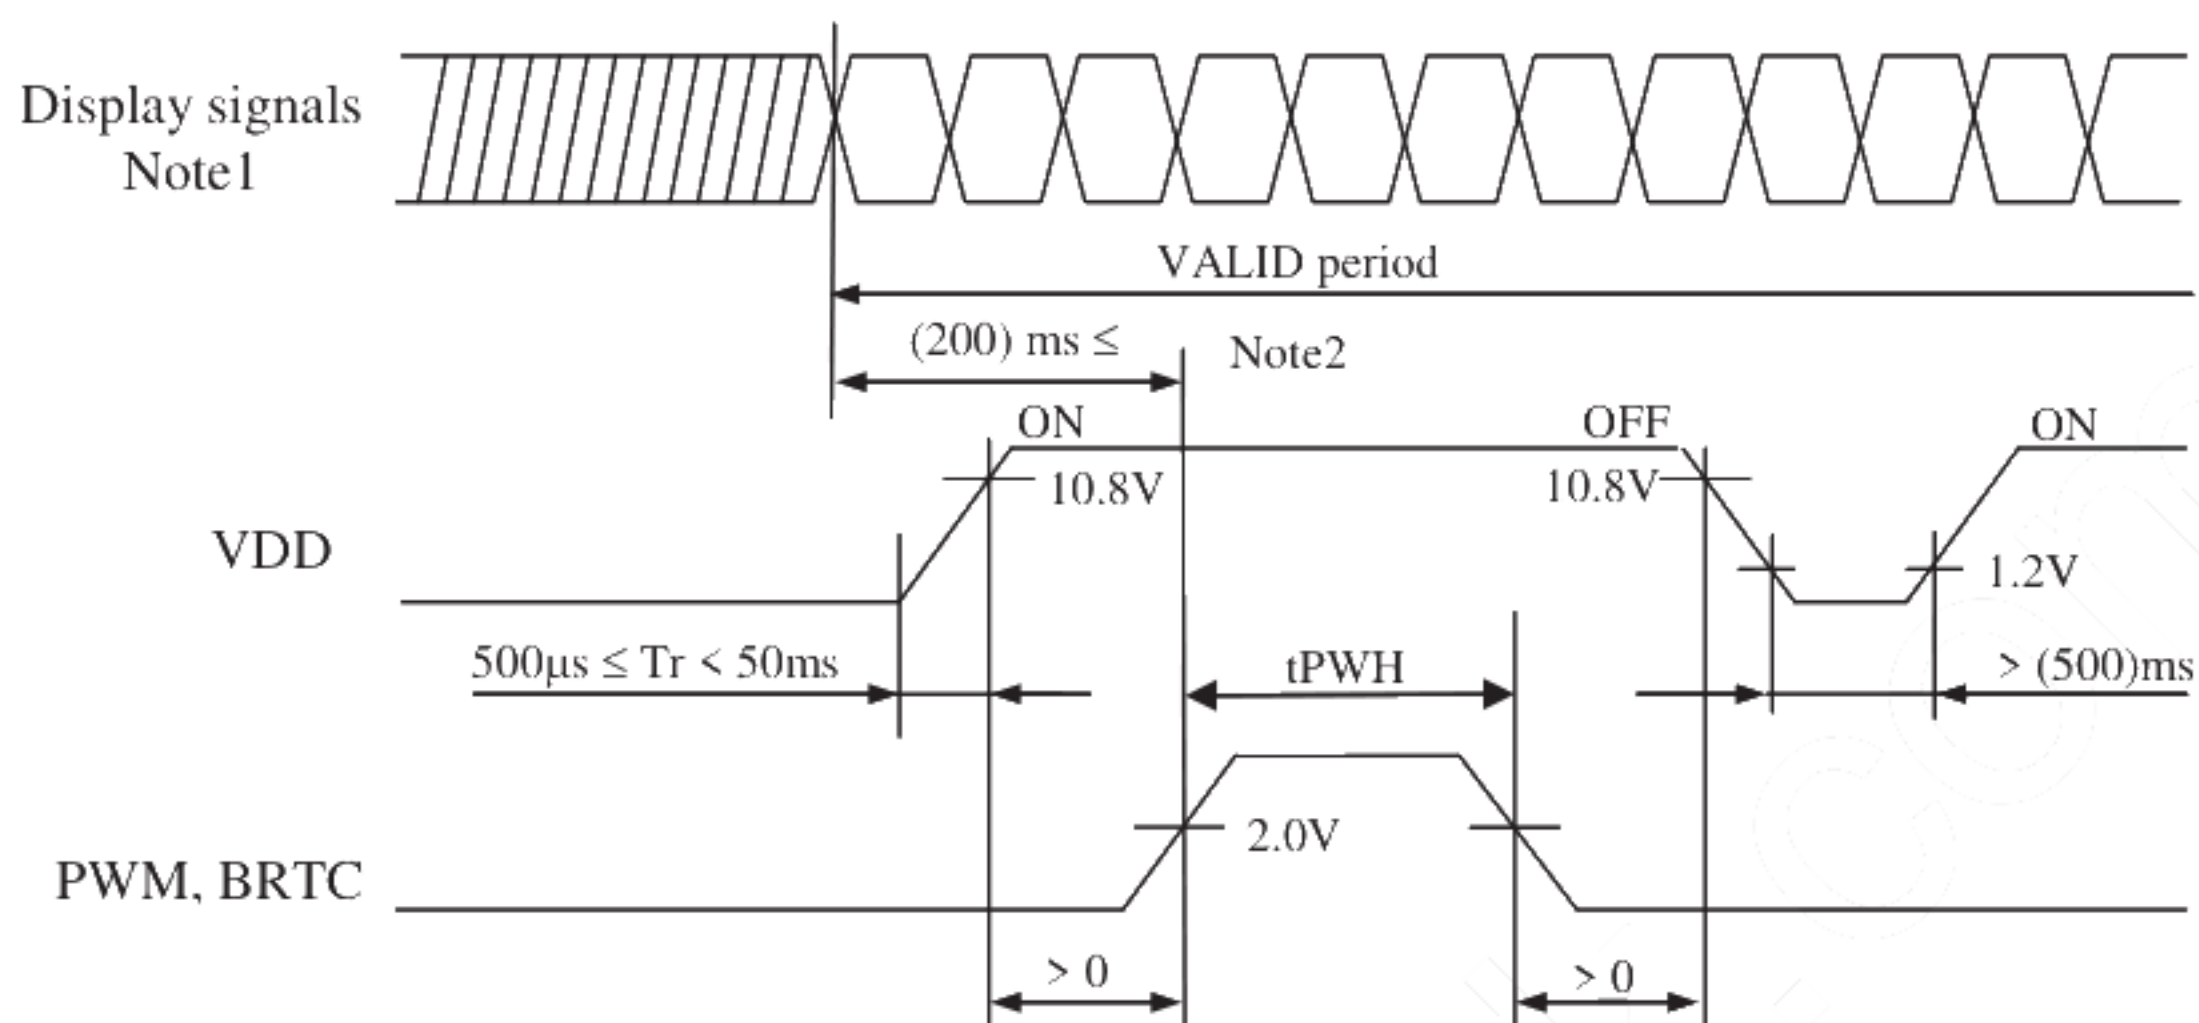 Display signals
Note1
VALID period
(200) ms ≤
Note2
ON
OFF
ON
10.8V
10.8V
VDD
1.2V
500μs ≤ Tr < 50ms
tPWH
> (500)ms
2.0V
PWM, BRTC
> 0
> 0